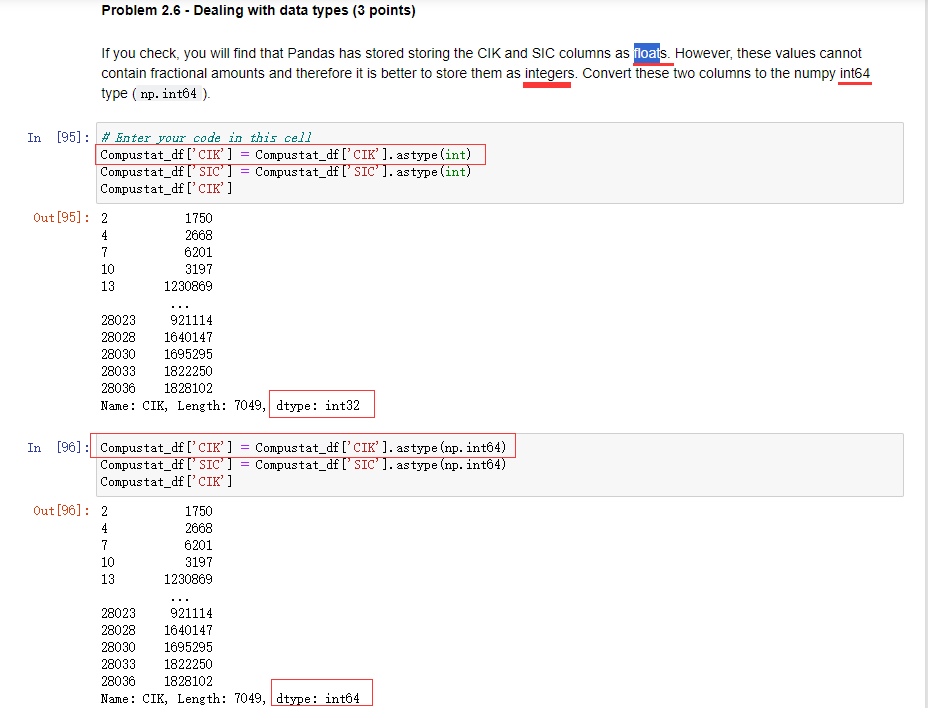 Problem 2.6 - Dealing with data types (3 points)
If you check, you will find that Pandas has stored storing the CIK and SIC columns as floats. However, these values cannot
contain fractional amounts and therefore it is better to store them as integers. Convert these two columns to the numpy int64
type ( np.int64 ).
In [95]: # Enter your code in this cell
Compustat_df['CIK'] = Compustat_df['CIK'].astype(int)
Compustat_df['SIC'] = Compustat_df['SIC'].astype(int)
Compustat_df['CIK']
Out[95]: 2 1750
4 2668
7 6201
10 3197
13 1230869
...
28023 921114
28028 1640147
28030 1695295
28033 1822250
28036 1828102
Name: CIK, Length: 7049, dtype: int32
In [96]: Compustat_df['CIK'] = Compustat_df['CIK'].astype(np.int64)
Compustat_df['SIC'] = Compustat_df['SIC'].astype(np.int64)
Compustat_df['CIK']
Out[96]: 2 1750
4 2668
7 6201
10 3197
13 1230869
...
28023 921114
28028 1640147
28030 1695295
28033 1822250
28036 1828102
Name: CIK, Length: 7049, dtype: int64